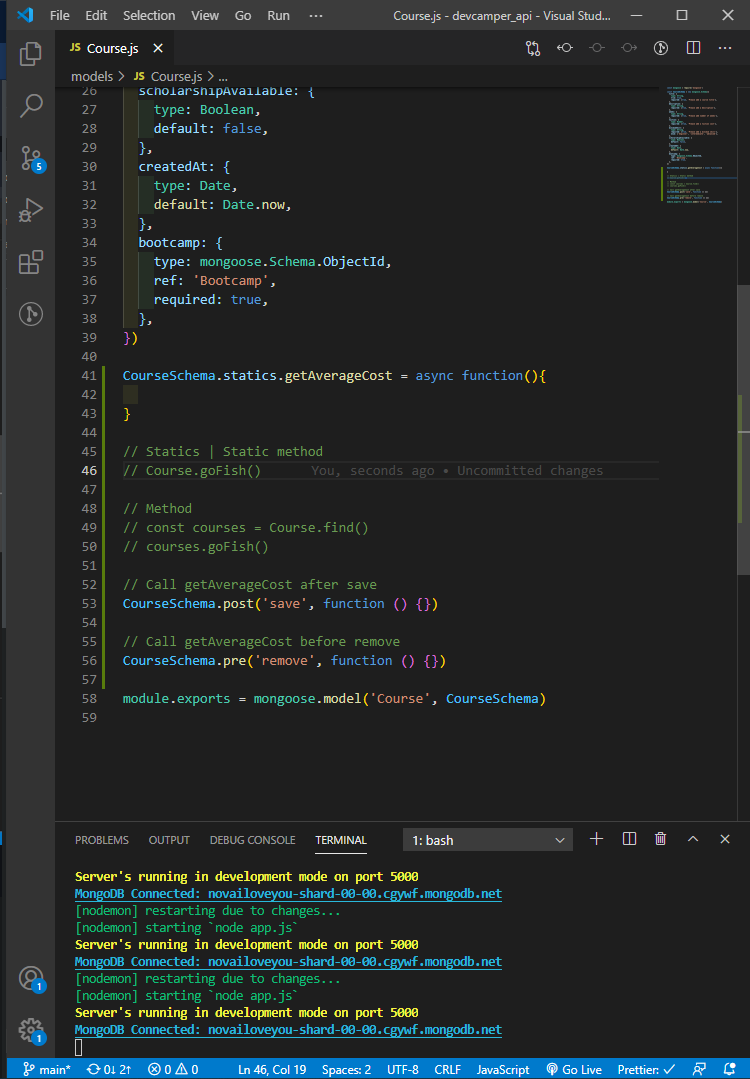 File Edit Selection View Go Run ··· Course.js - devcamper_api - Visual Stud...
JS Course.js
models > JS Course.js > ...
26 scholarshipAvailable: {
27 type: Boolean,
28 default: false,
29 },
30 createdAt: {
31 type: Date,
32 default: Date.now,
33 },
34 bootcamp: {
35 type: mongoose.Schema.ObjectId,
36 ref: 'Bootcamp',
37 required: true,
38 },
39 })
40
41 CourseSchema.statics.getAverageCost = async function(){
42
43 }
44
45 // Statics | Static method
46 // Course.goFish() You, seconds ago • Uncommitted changes
47
48 // Method
49 // const courses = Course.find()
50 // courses.goFish()
51
52 // Call getAverageCost after save
53 CourseSchema.post('save', function () {})
54
55 // Call getAverageCost before remove
56 CourseSchema.pre('remove', function () {})
57
58 module.exports = mongoose.model('Course', CourseSchema)
59
5
PROBLEMS OUTPUT DEBUG CONSOLE TERMINAL 1: bash
Server's running in development mode on port 5000
MongoDB Connected: novailoveyou-shard-00-00.cgywf.mongodb.net
[nodemon] restarting due to changes...
[nodemon] starting `node app.js`
Server's running in development mode on port 5000
MongoDB Connected: novailoveyou-shard-00-00.cgywf.mongodb.net
[nodemon] restarting due to changes...
[nodemon] starting `node app.js`
Server's running in development mode on port 5000
MongoDB Connected: novailoveyou-shard-00-00.cgywf.mongodb.net
1
1
main* 0↓ 2↑ 0 0 Ln 46, Col 19 Spaces: 2 UTF-8 CRLF JavaScript Go Live Prettier: ✓